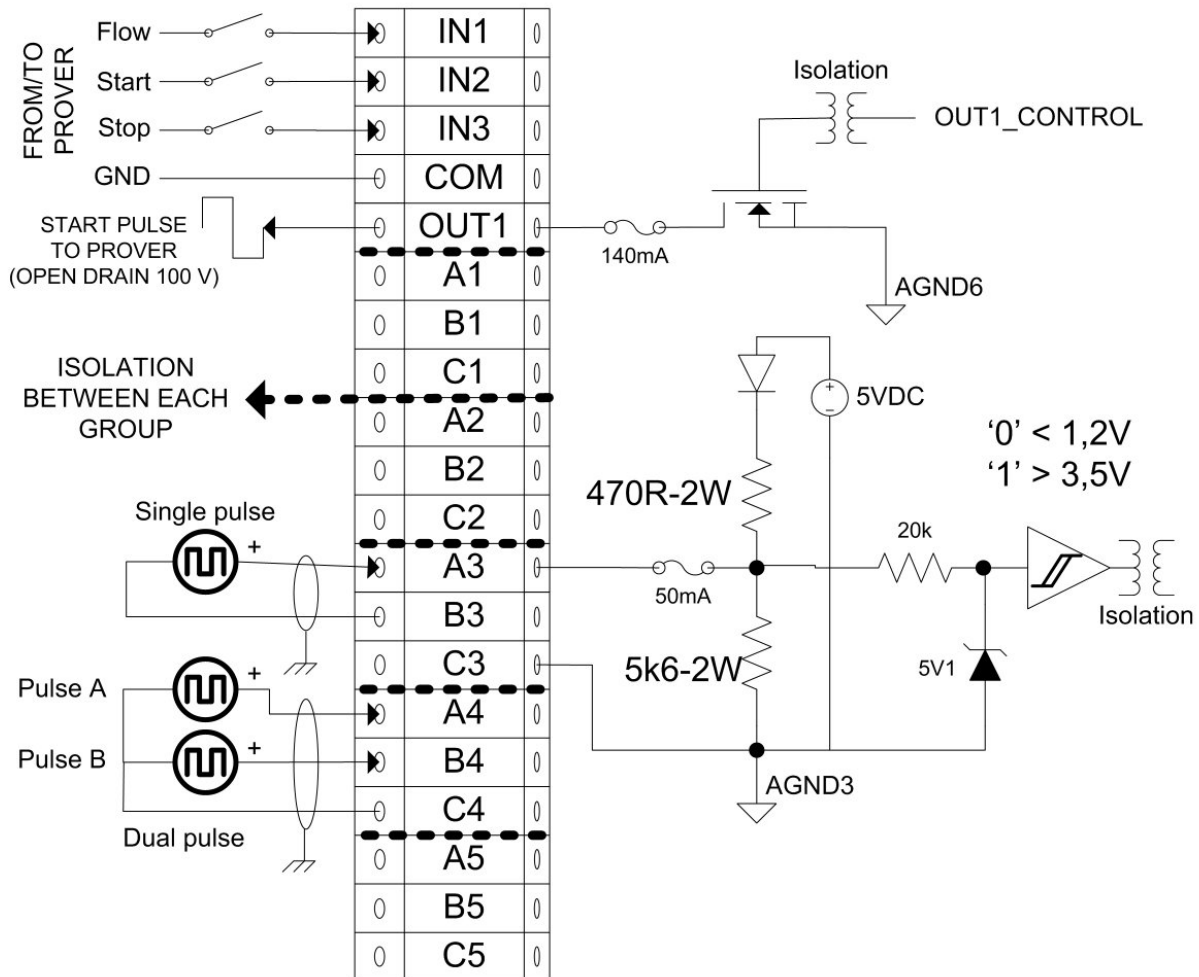 FROM/TO
PROVER
Flow
Start
Stop
GND
START PULSE
TO PROVER
(OPEN DRAIN 100 V)
ISOLATION
BETWEEN EACH
GROUP
Single pulse
+
Pulse A
+
Pulse B
+
Dual pulse
IN1
IN2
IN3
COM
OUT1
A1
B1
C1
A2
B2
C2
A3
B3
C3
A4
B4
C4
A5
B5
C5
Isolation
OUT1_CONTROL
140mA
AGND6
+
-
5VDC
'0' < 1,2V
'1' > 3,5V
470R-2W
20k
50mA
Isolation
5k6-2W
5V1
AGND3